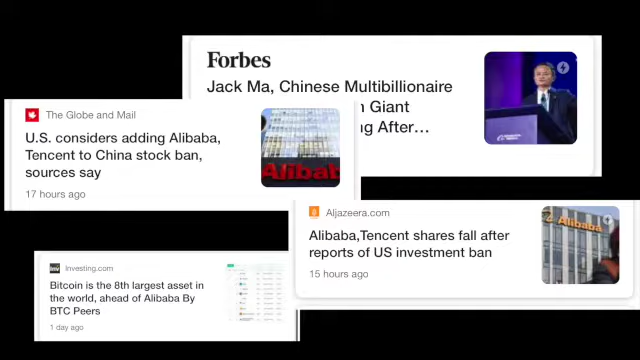 Forbes
Jack Ma, Chinese Multibillionaire
Giant
After…
The Globe and Mail
U.S. considers adding Alibaba,
Tencent to China stock ban,
sources say
17 hours ago
Alibaba
Aljazeera.com
Alibaba,Tencent shares fall after
reports of US investment ban
15 hours ago
Alibaba
Investing.com
Bitcoin is the 8th largest asset in
the world, ahead of Alibaba By
BTC Peers
1 day ago